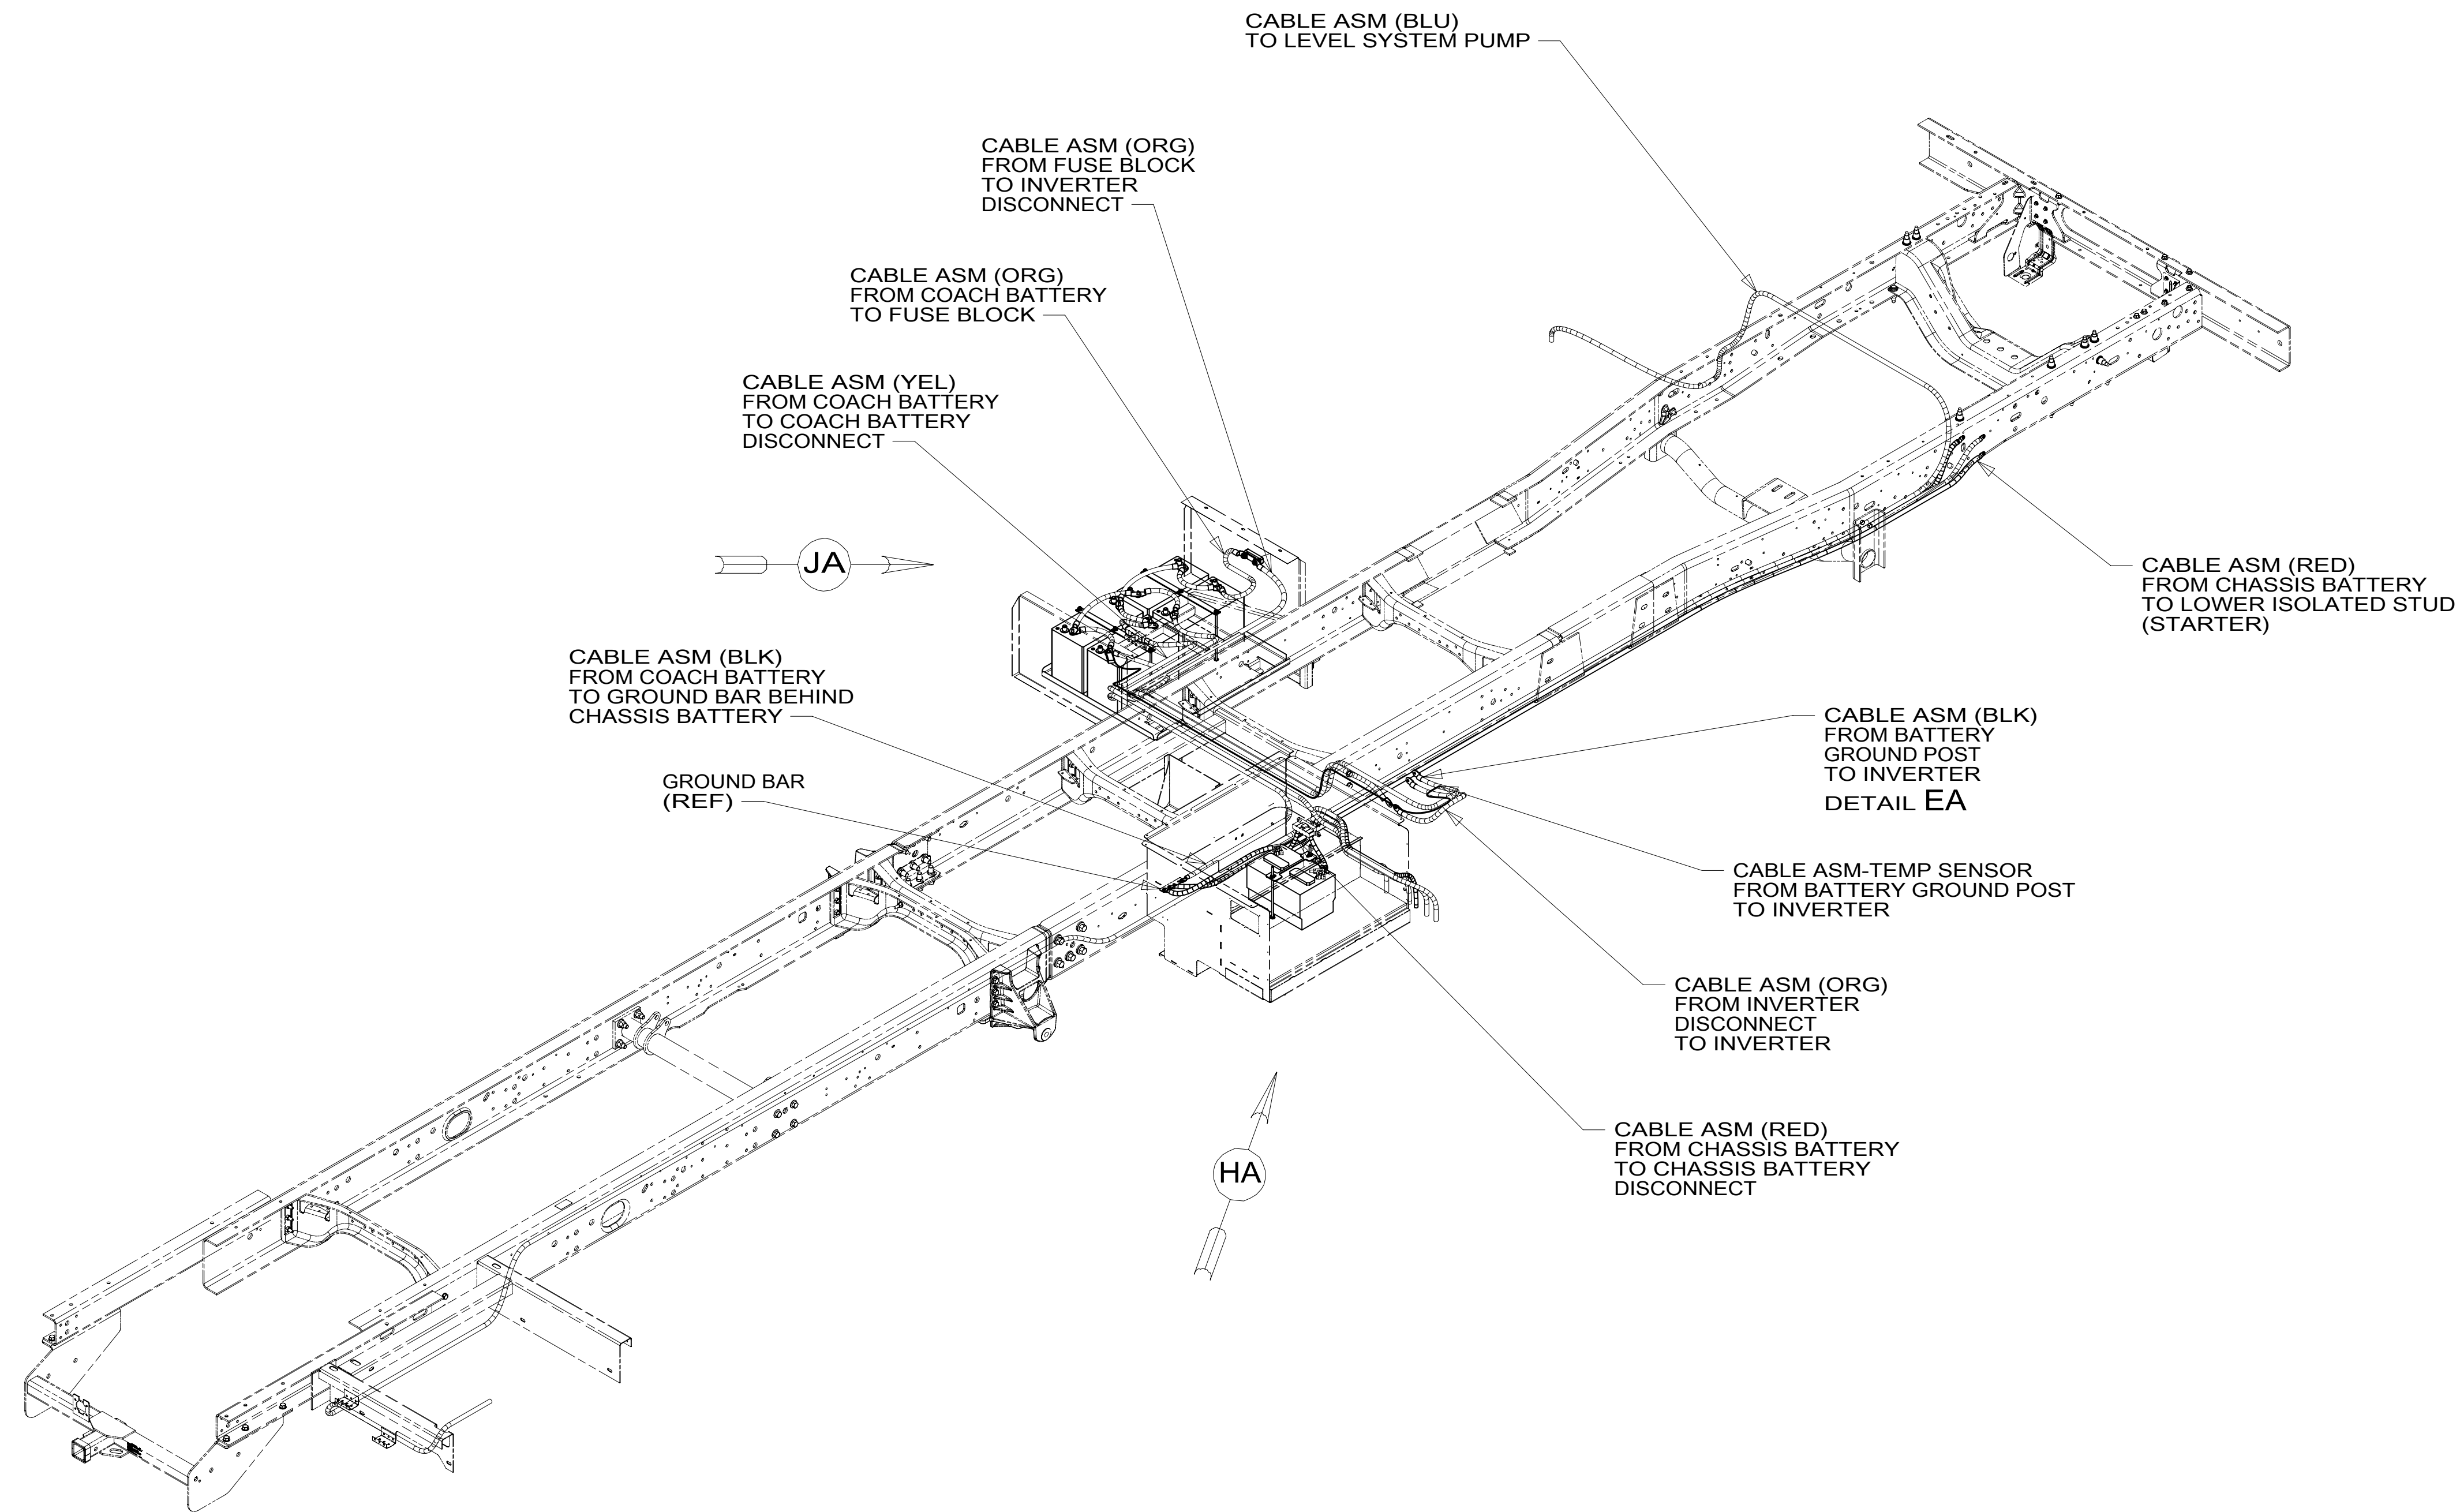 CABLE ASM (BLU)
TO LEVEL SYSTEM PUMP
CABLE ASM (ORG)
FROM FUSE BLOCK
TO INVERTER
DISCONNECT
CABLE ASM (ORG)
FROM COACH BATTERY
TO FUSE BLOCK
CABLE ASM (YEL)
FROM COACH BATTERY
TO COACH BATTERY
DISCONNECT
JA
CABLE ASM (RED)
FROM CHASSIS BATTERY
TO LOWER ISOLATED STUD
(STARTER)
CABLE ASM (BLK)
FROM COACH BATTERY
TO GROUND BAR BEHIND
CHASSIS BATTERY
CABLE ASM (BLK)
FROM BATTERY
GROUND POST
TO INVERTER
DETAIL EA
GROUND BAR
(REF)
CABLE ASM-TEMP SENSOR
FROM BATTERY GROUND POST
TO INVERTER
CABLE ASM (ORG)
FROM INVERTER
DISCONNECT
TO INVERTER
CABLE ASM (RED)
FROM CHASSIS BATTERY
TO CHASSIS BATTERY
DISCONNECT
HA